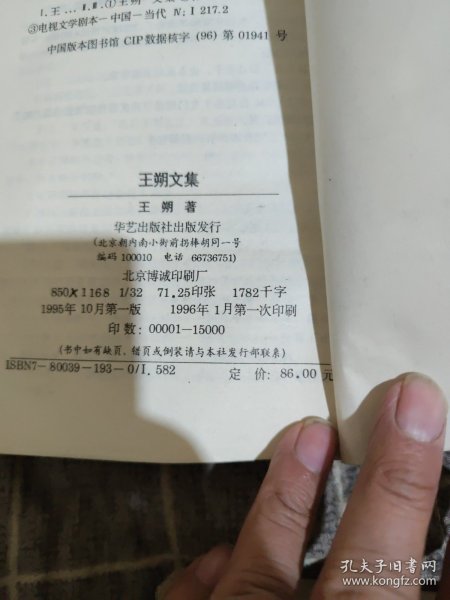 I.王… Ⅱ.Ⅲ.①王朔
③电视文学剧本－中国－当代 Ⅳ;I 217.2
中国版本图书馆 CIP 数据核字 (96) 第 01941 号
王朔文集
王 朔 著
华艺出版社出版发行
(北京朝内南小街前拐棒胡同一号
编码 100010 电话 66736751)
北京博诚印刷厂
850×1168 1/32 71.25印张 1782千字
1995年10月第一版 1996年1月第一次印刷
印数: 00001-15000
(书中如有缺页、错页或倒装请与本社发行部联系)
ISBN7-80039-193-0/I.582 定 价: 86.00 元
孔夫子旧书网
www.kongfz.com